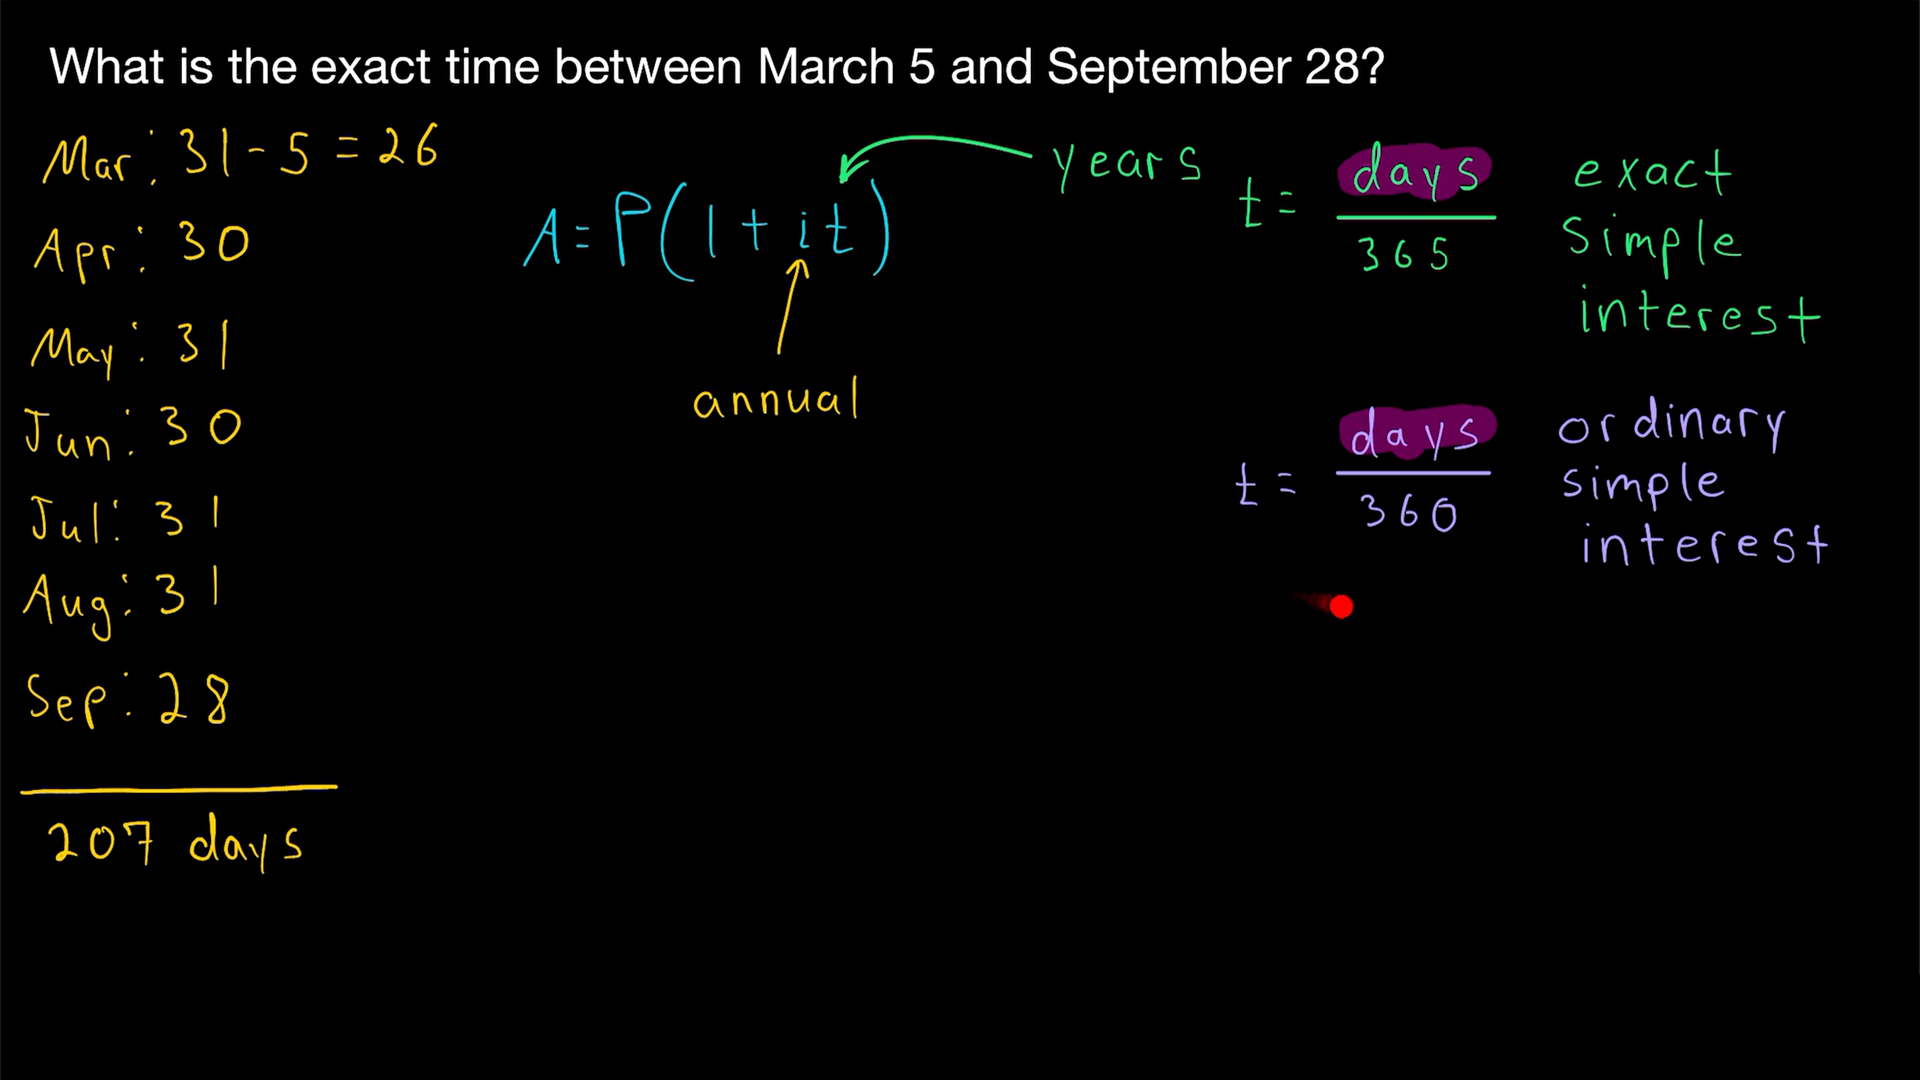 What is the exact time between March 5 and September 28?
Mar: 31 - 5 = 26
Apr: 30
May: 31
Jun: 30
Jul: 31
Aug: 31
Sep: 28
207 days
A = P(1 + it)
years
annual
t = days / 365
exact
simple
interest
t = days / 360
ordinary
simple
interest